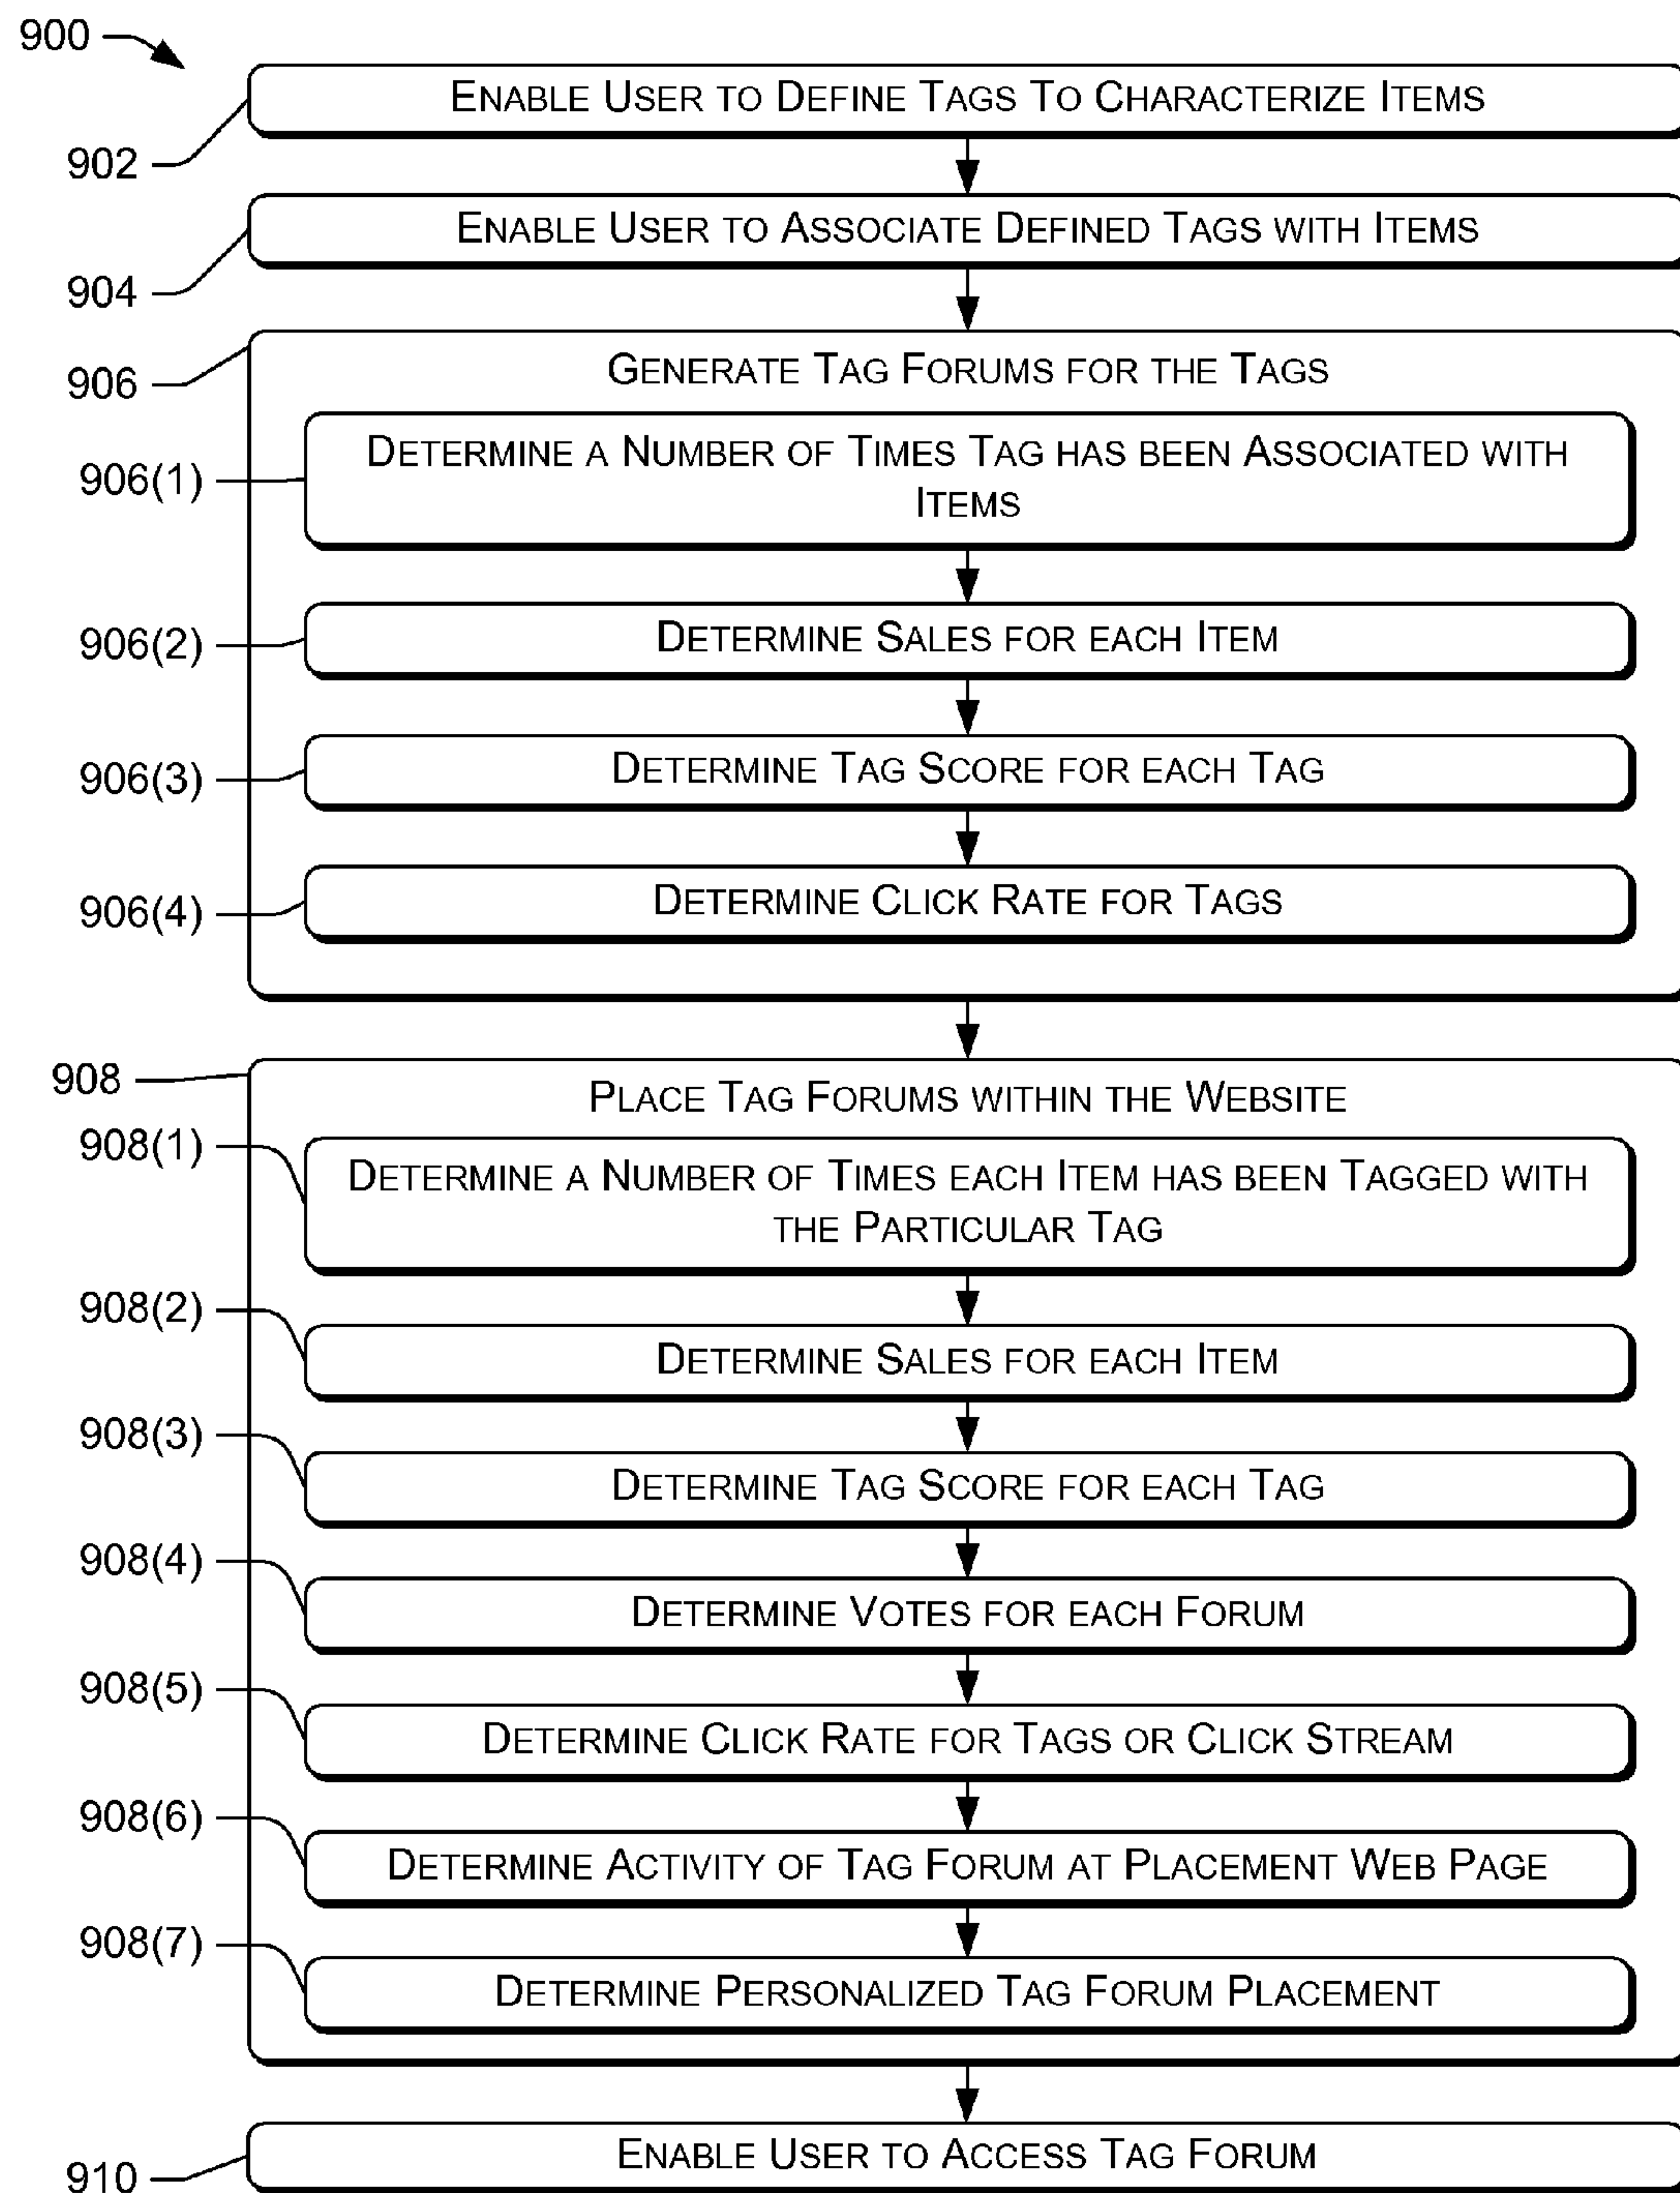 900
ENABLE USER TO DEFINE TAGS TO CHARACTERIZE ITEMS
902
ENABLE USER TO ASSOCIATE DEFINED TAGS WITH ITEMS
904
906
GENERATE TAG FORUMS FOR THE TAGS
906(1)
DETERMINE A NUMBER OF TIMES TAG HAS BEEN ASSOCIATED WITH
ITEMS
906(2)
DETERMINE SALES FOR EACH ITEM
906(3)
DETERMINE TAG SCORE FOR EACH TAG
906(4)
DETERMINE CLICK RATE FOR TAGS
908
PLACE TAG FORUMS WITHIN THE WEBSITE
908(1)
DETERMINE A NUMBER OF TIMES EACH ITEM HAS BEEN TAGGED WITH
THE PARTICULAR TAG
908(2)
DETERMINE SALES FOR EACH ITEM
908(3)
DETERMINE TAG SCORE FOR EACH TAG
908(4)
DETERMINE VOTES FOR EACH FORUM
908(5)
DETERMINE CLICK RATE FOR TAGS OR CLICK STREAM
908(6)
DETERMINE ACTIVITY OF TAG FORUM AT PLACEMENT WEB PAGE
908(7)
DETERMINE PERSONALIZED TAG FORUM PLACEMENT
ENABLE USER TO ACCESS TAG FORUM
910